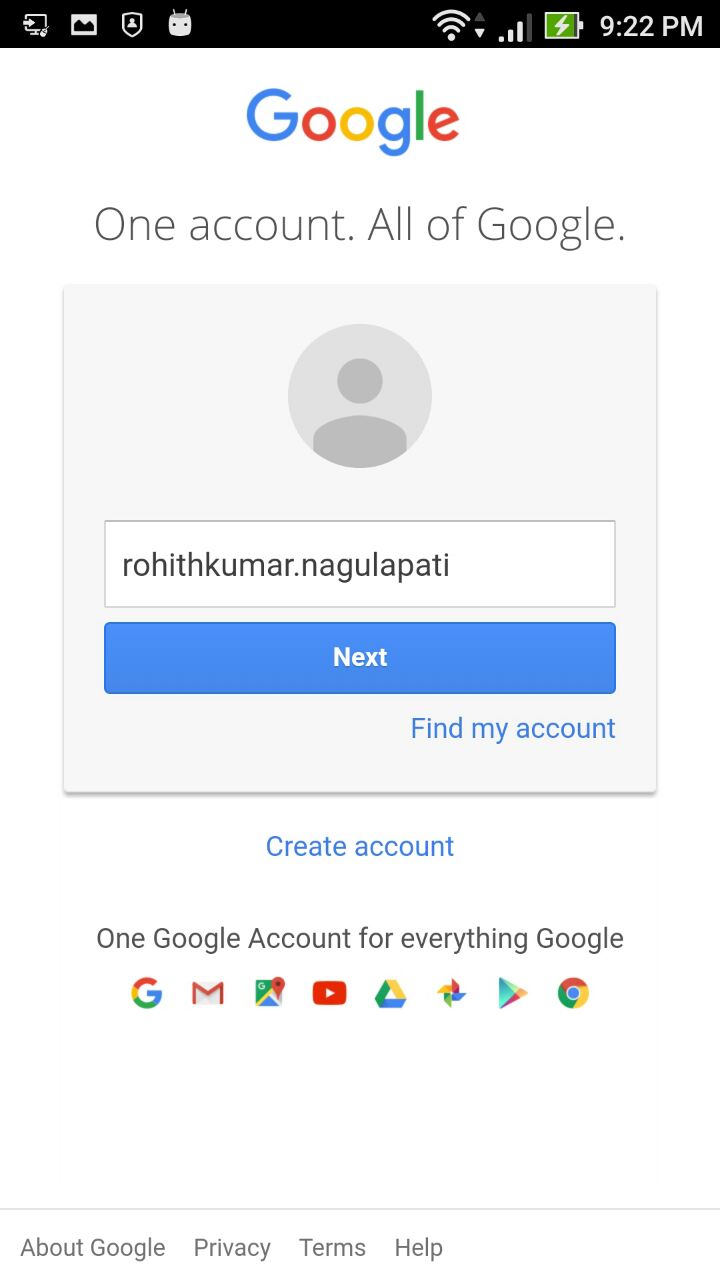 9:22 PM
Google
One account. All of Google.
rohithkumar.nagulapati
Next
Find my account
Create account
One Google Account for everything Google
About Google Privacy Terms Help